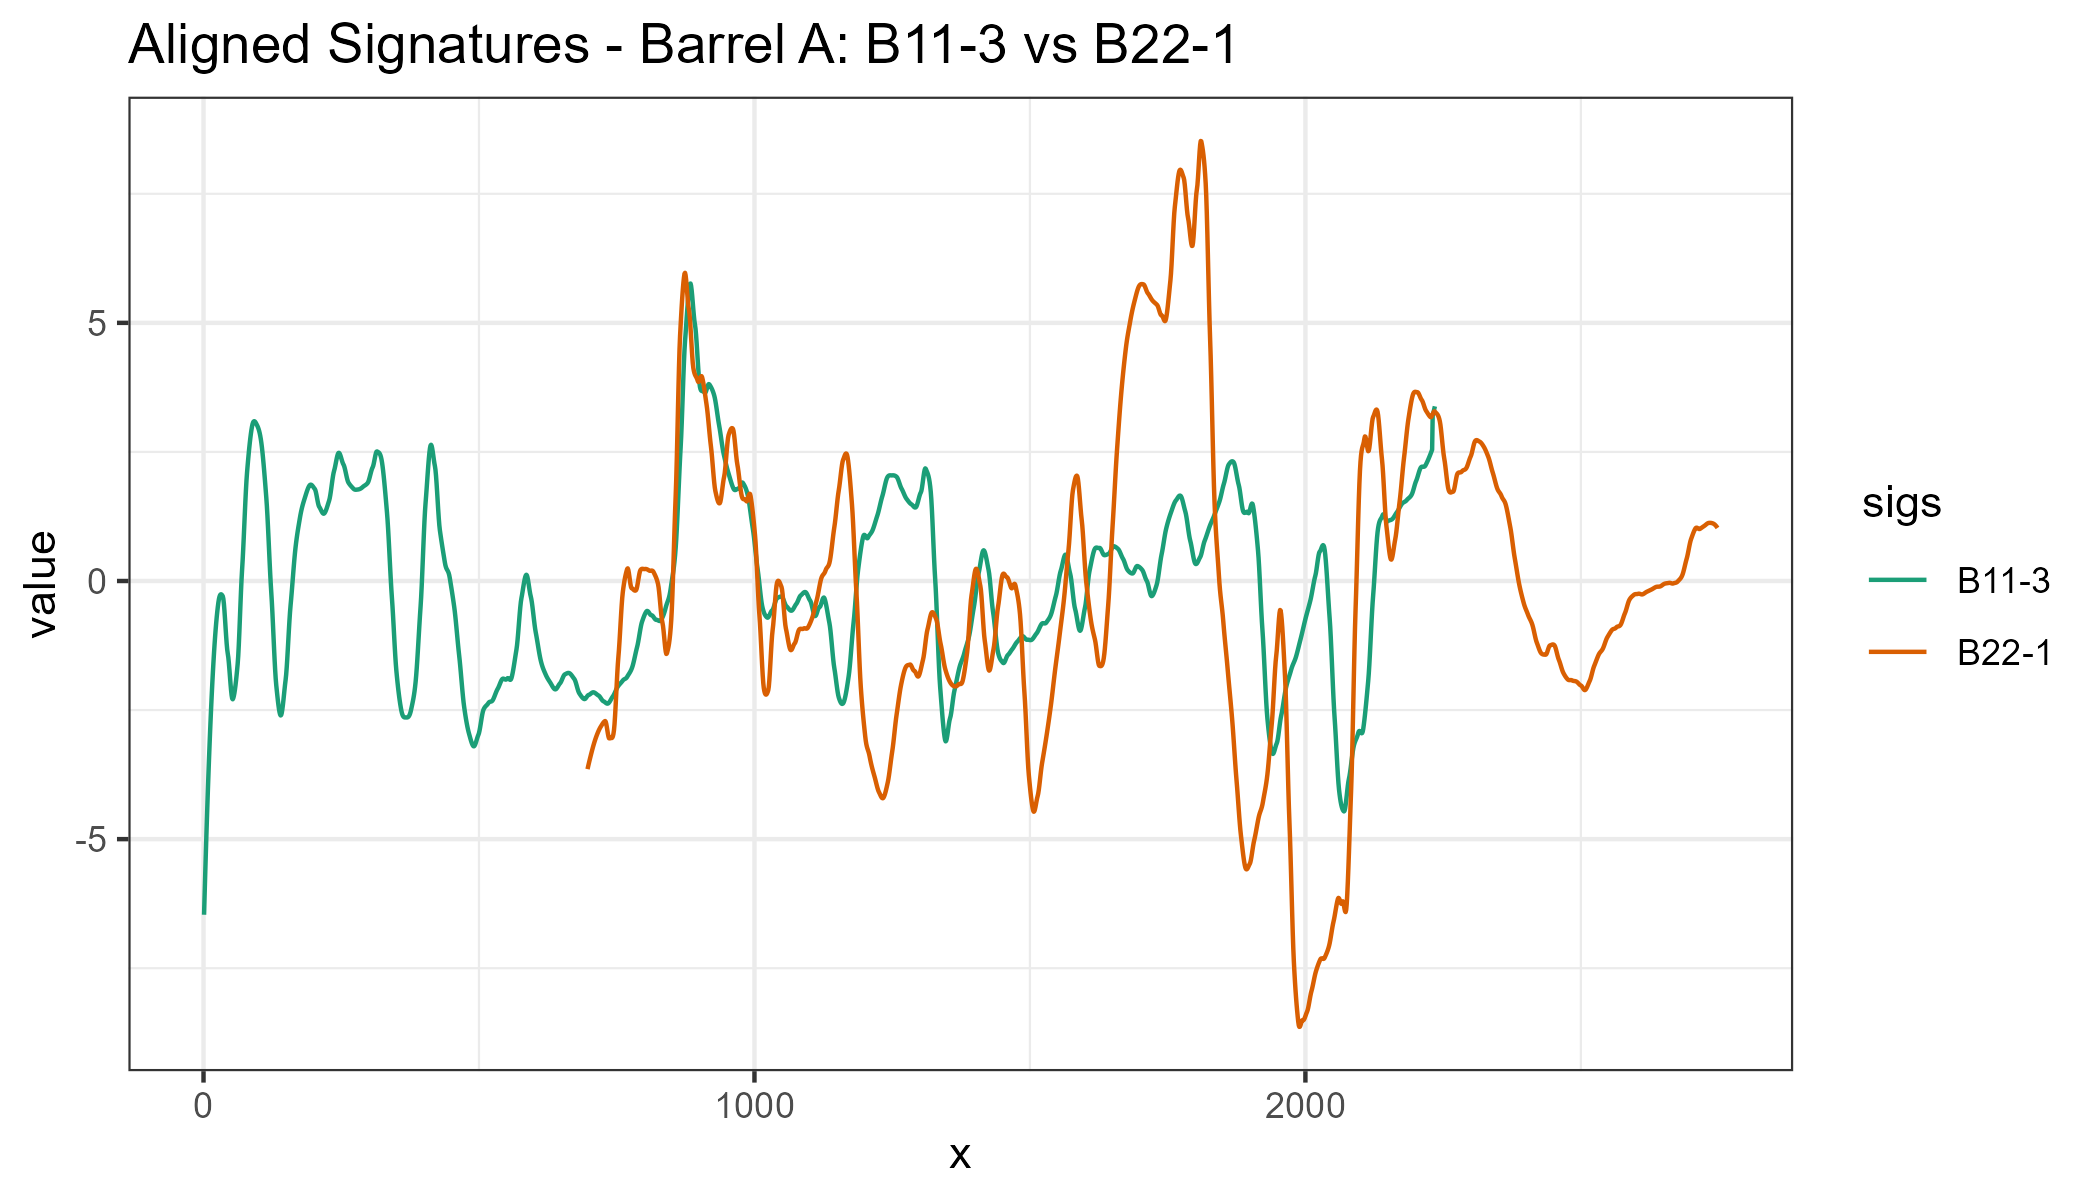 Aligned Signatures - Barrel A: B11-3 vs B22-1
value
5
0
-5
0
1000
2000
x
sigs
B11-3
B22-1